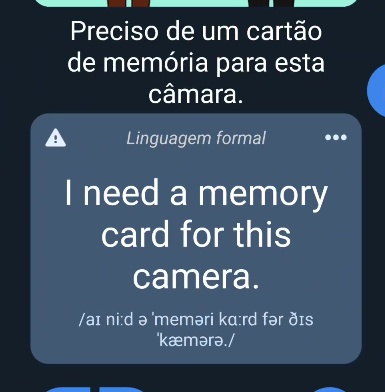 Preciso de um cartão
de memória para esta
câmara.
Linguagem formal
I need a memory
card for this
camera.
/aɪ niːd ə ˈmeməri kɑːrd fər ðɪs
ˈkæmərə./